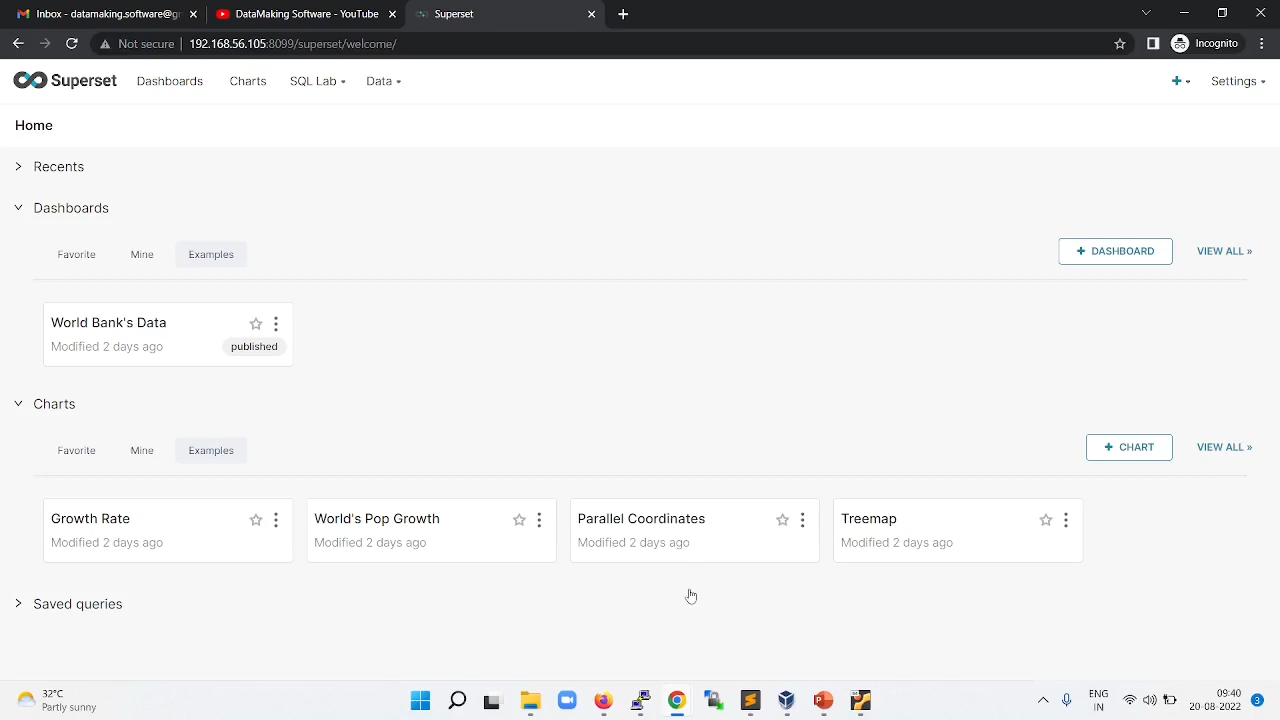 Inbox - datamaking.software@gr
DataMaking Software - YouTube
Superset
Not secure
192.168.56.105:8099/superset/welcome/
Incognito
Superset
Dashboards
Charts
SQL Lab
Data
Settings
Home
Recents
Dashboards
Favorite
Mine
Examples
+ DASHBOARD
VIEW ALL »
World Bank's Data
Modified 2 days ago
published
Charts
Favorite
Mine
Examples
+ CHART
VIEW ALL »
Growth Rate
Modified 2 days ago
World's Pop Growth
Modified 2 days ago
Parallel Coordinates
Modified 2 days ago
Treemap
Modified 2 days ago
Saved queries
32°C
Partly sunny
ENG
IN
09:40
20-08-2022
3